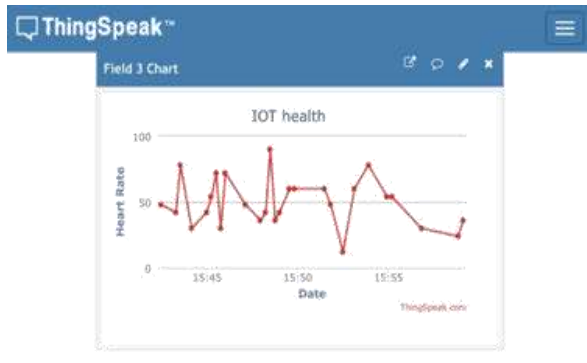 ThingSpeak™
Field 3 Chart
IOT health
100
50
0
Heart Rate
15:45 15:50 15:55
Date
ThingSpeak.com